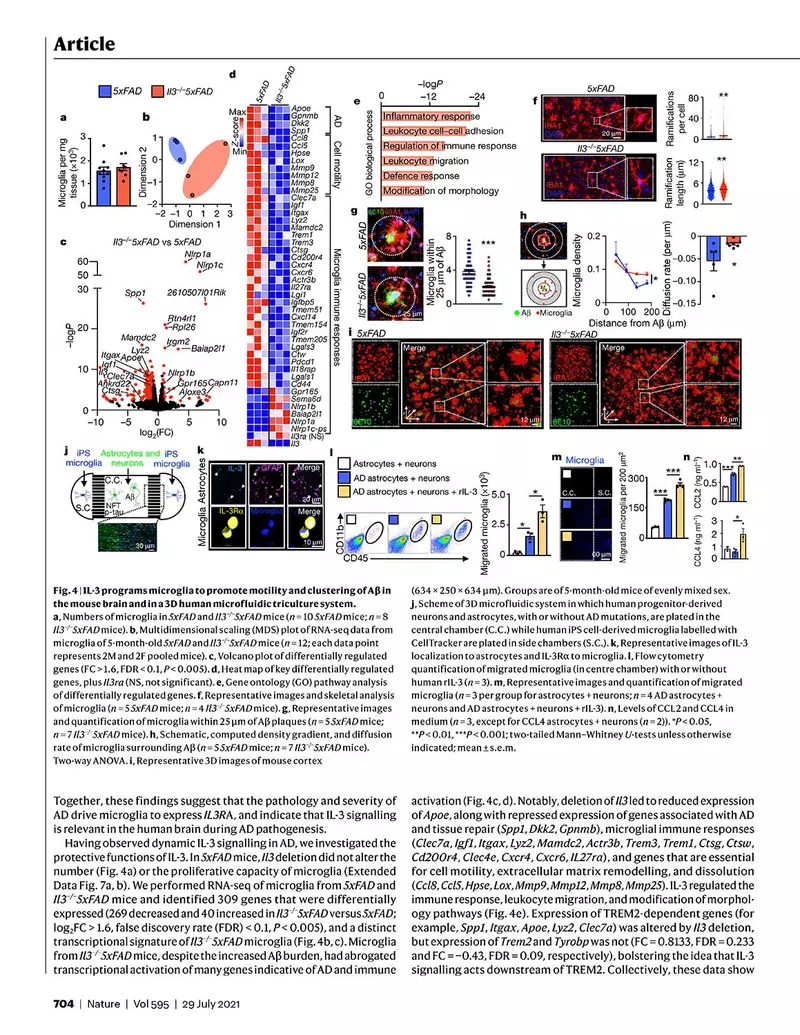 Article
5xFAD
Il3–/–5xFAD
a
Microglia per mg
tissue (×10³)
3
2
1
0
b
Dimension 2
1
0
−1
−2
−2 −1 0 1 2 3
Dimension 1
c
Il3–/–5xFAD vs 5xFAD
−logP
60
50
30
20
10
0
−10 −5 0 5 10
log2(FC)
Nlrp1a
Nlrp1c
Spp1
2610507I01Rik
Rtn4rl1
Rpl26
Mamdc2
Irgm2
Lyz2
Baiap2l1
Itgax
Apoe
Igf1
Il3
Nlrp1b
Clec7a
Ankrd22
Gpr165
Capn11
Ctsg
Aloxe3
d
5xFAD
Il3–/–5xFAD
Max
Z-score
Min
Apoe
Gpnmb
Dkk2
Spp1
Ccl8
Ccl5
Hpse
Lox
Mmp9
Mmp12
Mmp8
Mmp25
Clec7a
Igf1
Itgax
Lyz2
Mamdc2
Trem1
Trem3
Ctsg
Cd200r4
Cxcr4
Cxcr6
Actr3b
Il27ra
Lgi1
Igfbp5
Tmem51
Cxcl14
Tmem154
Igf2r
Tmem205
Lgals3
Ctw
Pdcd1
Il18rap
Lgals1
Cd44
Gpr165
Sema6d
Nlrp1b
Baiap2l1
Nlrp1a
Nlrp1c-ps
Il3ra (NS)
Il3
AD
Cell motility
Microglia immune responses
e
−logP
0 −12 −24
GO biological process
Inflammatory response
Leukocyte cell–cell adhesion
Regulation of immune response
Leukocyte migration
Defence response
Modification of morphology
f
5xFAD
IBA1
DAPI
20 μm
Il3–/–5xFAD
IBA1
DAPI
Ramifications
per cell
80
40
0
**
Ramification
length (μm)
12
6
0
**
g
6E10 IBA1 DAPI
5xFAD
Il3–/–5xFAD
25 μm
Microglia within
25 μm of Aβ
8
4
0
***
h
Aβ Microglia
Microglia density
0.2
0.1
0
*
0 100 200
Distance from Aβ (μm)
Diffusion rate (per μm)
0
−0.05
−0.10
−0.15
*
i
5xFAD
Merge
6E10
12 μm
Il3–/–5xFAD
Merge
6E10
12 μm
j
iPS
microglia
Astrocytes and
neurons
iPS
microglia
C.C.
Aβ
S.C.
NFT
p-tau
30 μm
k
Astrocytes
IL-3
GFAP
Merge
20 μm
Microglia
IL-3Rα
Microglia
Merge
10 μm
l
Astrocytes + neurons
AD astrocytes + neurons
AD astrocytes + neurons + rIL-3
CD11b
CD45
Migrated microglia (×10³)
5.0
2.5
0
*
*
m
Microglia
C.C. S.C.
60 μm
Migrated microglia per 200 μm²
300
150
0
***
***
n
CCL2 (ng ml–1)
1.0
0.5
0
***
**
CCL4 (ng ml–1)
3
2
1
0
*
Fig. 4 | IL-3 programs microglia to promote motility and clustering of Aβ in
the mouse brain and in a 3D human microfluidic triculture system.
a, Numbers of microglia in 5xFAD and Il3–/–5xFAD mice (n = 10 5xFAD mice; n = 8
Il3–/–5xFAD mice). b, Multidimensional scaling (MDS) plot of RNA-seq data from
microglia of 5-month-old 5xFAD and Il3–/–5xFAD mice (n = 12; each data point
represents 2M and 2F pooled mice). c, Volcano plot of differentially regulated
genes (FC > 1.6, FDR < 0.1, P < 0.005). d, Heat map of key differentially regulated
genes, plus Il3ra (NS, not significant). e, Gene ontology (GO) pathway analysis
of differentially regulated genes. f, Representative images and skeletal analysis
of microglia (n = 5 5xFAD mice; n = 4 Il3–/–5xFAD mice). g, Representative images
and quantification of microglia within 25 μm of Aβ plaques (n = 5 5xFAD mice;
n = 7 Il3–/–5xFAD mice). h, Schematic, computed density gradient, and diffusion
rate of microglia surrounding Aβ (n = 5 5xFAD mice; n = 7 Il3–/–5xFAD mice).
Two-way ANOVA. i, Representative 3D images of mouse cortex
(634 × 250 × 634 μm). Groups are of 5-month-old mice of evenly mixed sex.
j, Scheme of 3D microfluidic system in which human progenitor-derived
neurons and astrocytes, with or without AD mutations, are plated in the
central chamber (C.C.) while human iPS cell-derived microglia labelled with
CellTracker are plated in side chambers (S.C.). k, Representative images of IL-3
localization to astrocytes and IL-3Rα to microglia. l, Flow cytometry
quantification of migrated microglia (in centre chamber) with or without
human rIL-3 (n = 3). m, Representative images and quantification of migrated
microglia (n = 3 per group for astrocytes + neurons; n = 4 AD astrocytes +
neurons and AD astrocytes + neurons + rIL-3). n, Levels of CCL2 and CCL4 in
medium (n = 3, except for CCL4 astrocytes + neurons (n = 2)). *P < 0.05,
**P < 0.01, ***P < 0.001; two-tailed Mann–Whitney U-tests unless otherwise
indicated; mean ± s.e.m.
Together, these findings suggest that the pathology and severity of
AD drive microglia to express IL3RA, and indicate that IL-3 signalling
is relevant in the human brain during AD pathogenesis.
Having observed dynamic IL-3 signalling in AD, we investigated the
protective functions of IL-3. In 5xFAD mice, Il3 deletion did not alter the
number (Fig. 4a) or the proliferative capacity of microglia (Extended
Data Fig. 7a, b). We performed RNA-seq of microglia from 5xFAD and
Il3–/–5xFAD mice and identified 309 genes that were differentially
expressed (269 decreased and 40 increased in Il3–/–5xFAD versus 5xFAD;
log2FC > 1.6, false discovery rate (FDR) < 0.1, P < 0.005), and a distinct
transcriptional signature of Il3–/–5xFAD microglia (Fig. 4b, c). Microglia
from Il3–/–5xFAD mice, despite the increased Aβ burden, had abrogated
transcriptional activation of many genes indicative of AD and immune
activation (Fig. 4c, d). Notably, deletion of Il3 led to reduced expression
of Apoe, along with repressed expression of genes associated with AD
and tissue repair (Spp1, Dkk2, Gpnmb), microglial immune responses
(Clec7a, Igf1, Itgax, Lyz2, Mamdc2, Actr3b, Trem3, Trem1, Ctsg, Ctsw,
Cd200r4, Clec4e, Cxcr4, Cxcr6, IL27ra), and genes that are essential
for cell motility, extracellular matrix remodelling, and dissolution
(Ccl8, Ccl5, Hpse, Lox, Mmp9, Mmp12, Mmp8, Mmp25). IL-3 regulated the
immune response, leukocyte migration, and modification of morphol-
ogy pathways (Fig. 4e). Expression of TREM2-dependent genes (for
example, Spp1, Itgax, Apoe, Lyz2, Clec7a) was altered by Il3 deletion,
but expression of Trem2 and Tyrobp was not (FC = 0.8133, FDR = 0.233
and FC = −0.43, FDR = 0.09, respectively), bolstering the idea that IL-3
signalling acts downstream of TREM2. Collectively, these data show
704 | Nature | Vol 595 | 29 July 2021